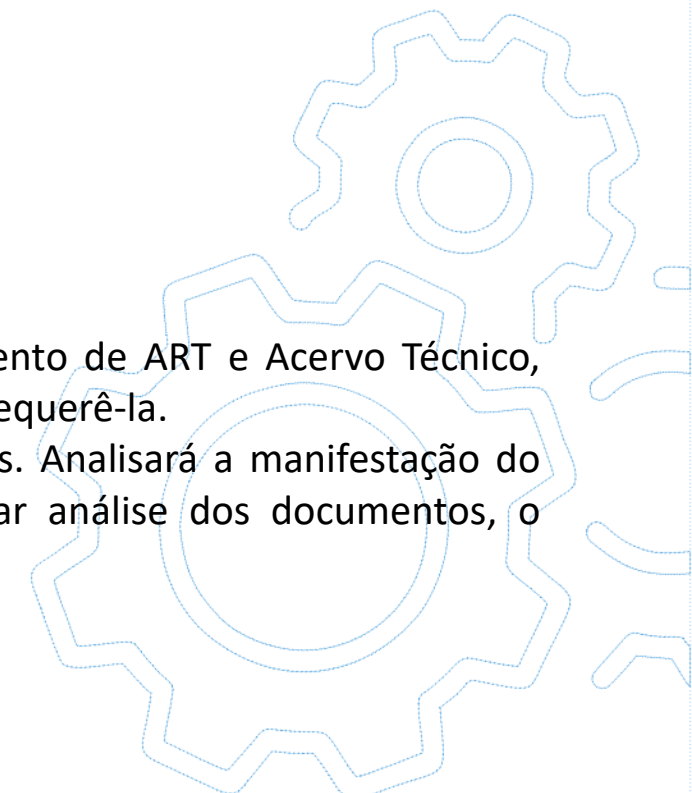 ento de ART e Acervo Técnico,
equerê-la.
s. Analisará a manifestação do
ar análise dos documentos, o